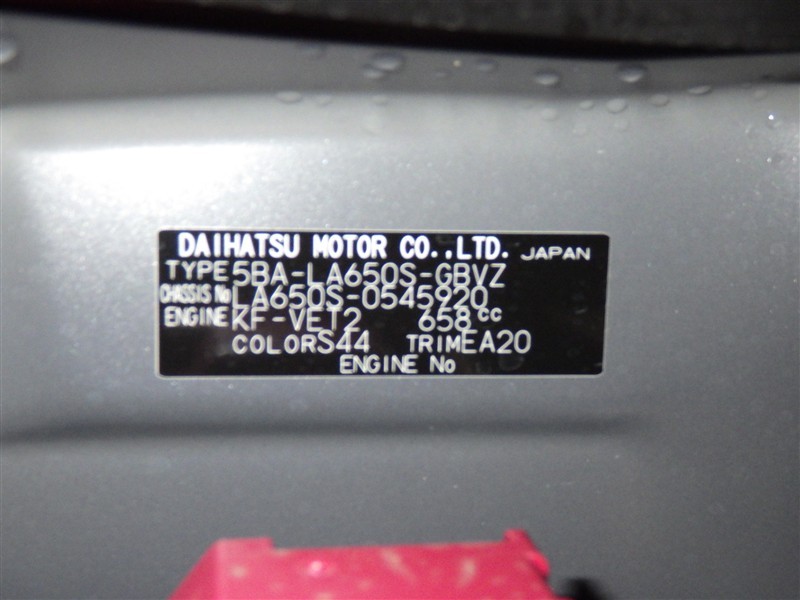 DAIHATSU MOTOR CO.,LTD. JAPAN
TYPE 5BA-LA650S-GBVZ
CHASSIS No LA650S-0545920
ENGINE KF-VET2 658cc
COLOR S44 TRIM EA20
ENGINE No